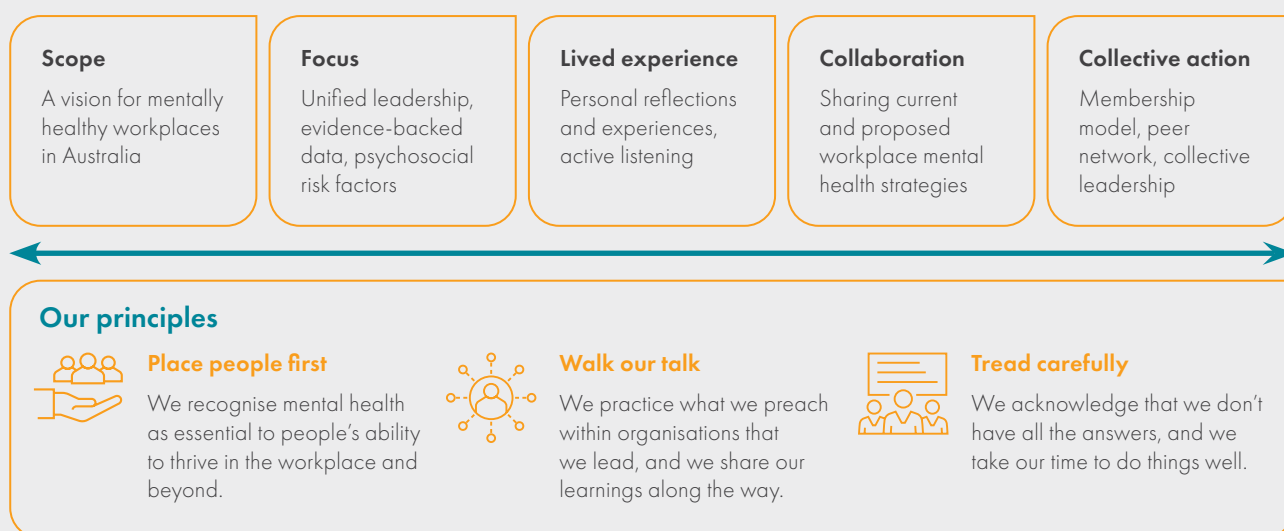 Scope
A vision for mentally
healthy workplaces
in Australia
Focus
Unified leadership,
evidence-backed
data, psychosocial
risk factors
Lived experience
Personal reflections
and experiences,
active listening
Collaboration
Sharing current
and proposed
workplace mental
health strategies
Collective action
Membership
model, peer
network, collective
leadership
Our principles
Place people first
We recognise mental health
as essential to people’s ability
to thrive in the workplace and
beyond.
Walk our talk
We practice what we preach
within organisations that
we lead, and we share our
learnings along the way.
Tread carefully
We acknowledge that we don’t
have all the answers, and we
take our time to do things well.